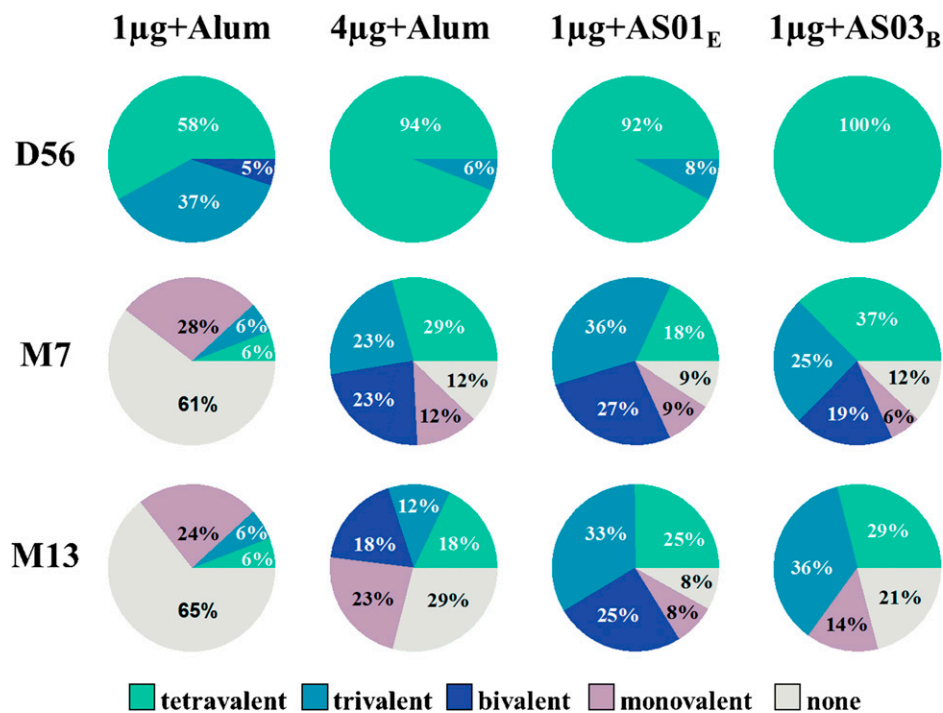 1µg+Alum 4µg+Alum 1µg+AS01E 1µg+AS03B
D56
58% 5% 37%
94% 6%
92% 8%
100%
M7
28% 6% 6% 61%
23% 29% 12% 12% 23%
36% 18% 9% 9% 27%
37% 25% 12% 6% 19%
M13
24% 6% 6% 65%
12% 18% 18% 29% 23%
33% 25% 8% 8% 25%
29% 36% 21% 14%
tetravalent trivalent bivalent monovalent none